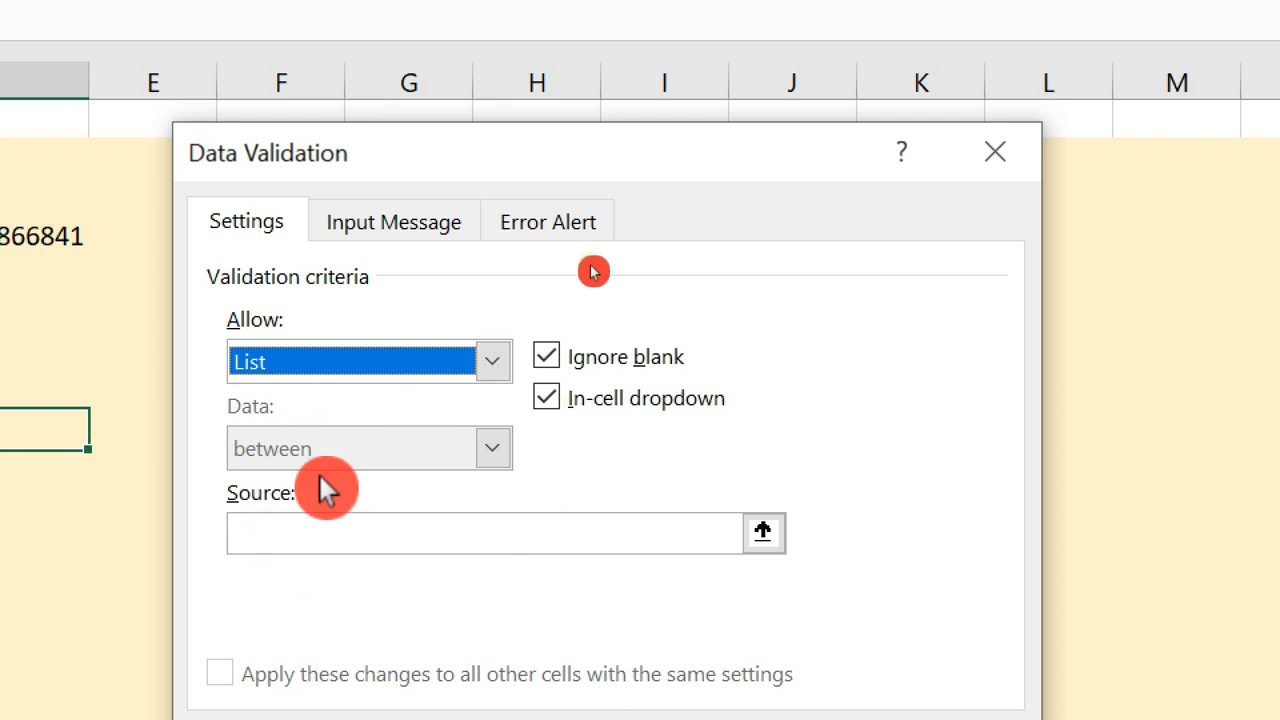 E F G H I J K L M
Data Validation ?
Settings Input Message Error Alert
866841
Validation criteria
Allow:
List
Ignore blank
Data:
In-cell dropdown
between
Source:
Apply these changes to all other cells with the same settings